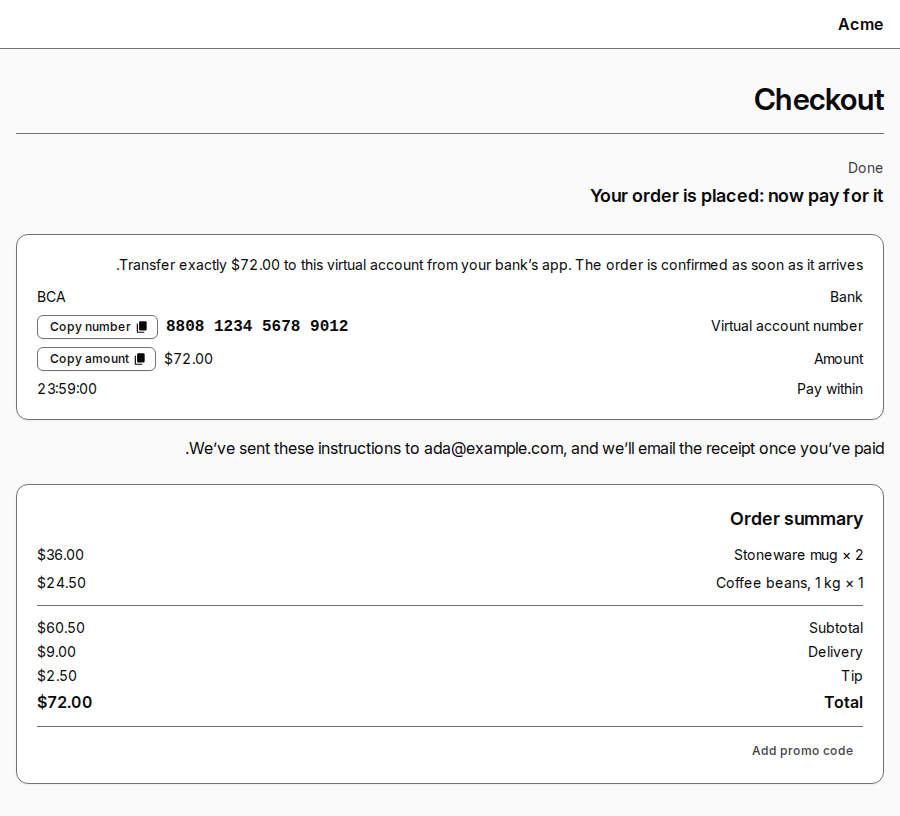 Acme
Checkout
Done
Your order is placed: now pay for it
Transfer exactly $72.00 to this virtual account from your bank’s app. The order is confirmed as soon as it arrives.
Bank BCA
Virtual account number 8808 1234 5678 9012 Copy number
Amount $72.00 Copy amount
Pay within 23:59:00
We’ve sent these instructions to ada@example.com, and we’ll email the receipt once you’ve paid.
Order summary
Stoneware mug × 2 $36.00
Coffee beans, 1 kg × 1 $24.50
Subtotal $60.50
Delivery $9.00
Tip $2.50
Total $72.00
Add promo code